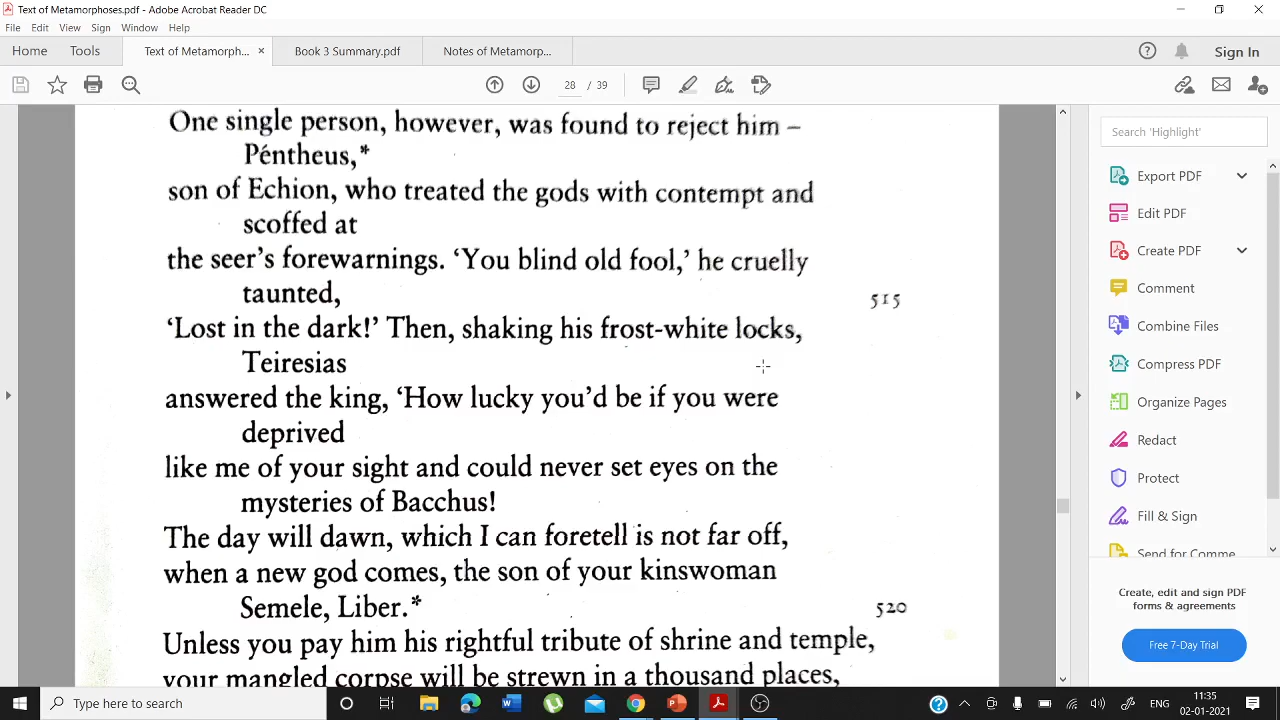 Text of Metamorphoses.pdf - Adobe Acrobat Reader DC
File Edit View Sign Window Help
Home Tools Text of Metamorph... × Book 3 Summary.pdf Notes of Metamorp... Sign In
28 / 39
One single person, however, was found to reject him –
Péntheus,*
son of Echion, who treated the gods with contempt and
scoffed at
the seer's forewarnings. 'You blind old fool,' he cruelly
taunted, 515
'Lost in the dark!' Then, shaking his frost-white locks,
Teiresias
answered the king, 'How lucky you'd be if you were
deprived
like me of your sight and could never set eyes on the
mysteries of Bacchus!
The day will dawn, which I can foretell is not far off,
when a new god comes, the son of your kinswoman
Semele, Liber.* 520
Unless you pay him his rightful tribute of shrine and temple,
your mangled corpse will be strewn in a thousand places,
Search 'Highlight'
Export PDF
Edit PDF
Create PDF
Comment
Combine Files
Compress PDF
Organize Pages
Redact
Protect
Fill & Sign
Send for Comme
Create, edit and sign PDF
forms & agreements
Free 7-Day Trial
Type here to search
ENG
11:35
02-01-2021